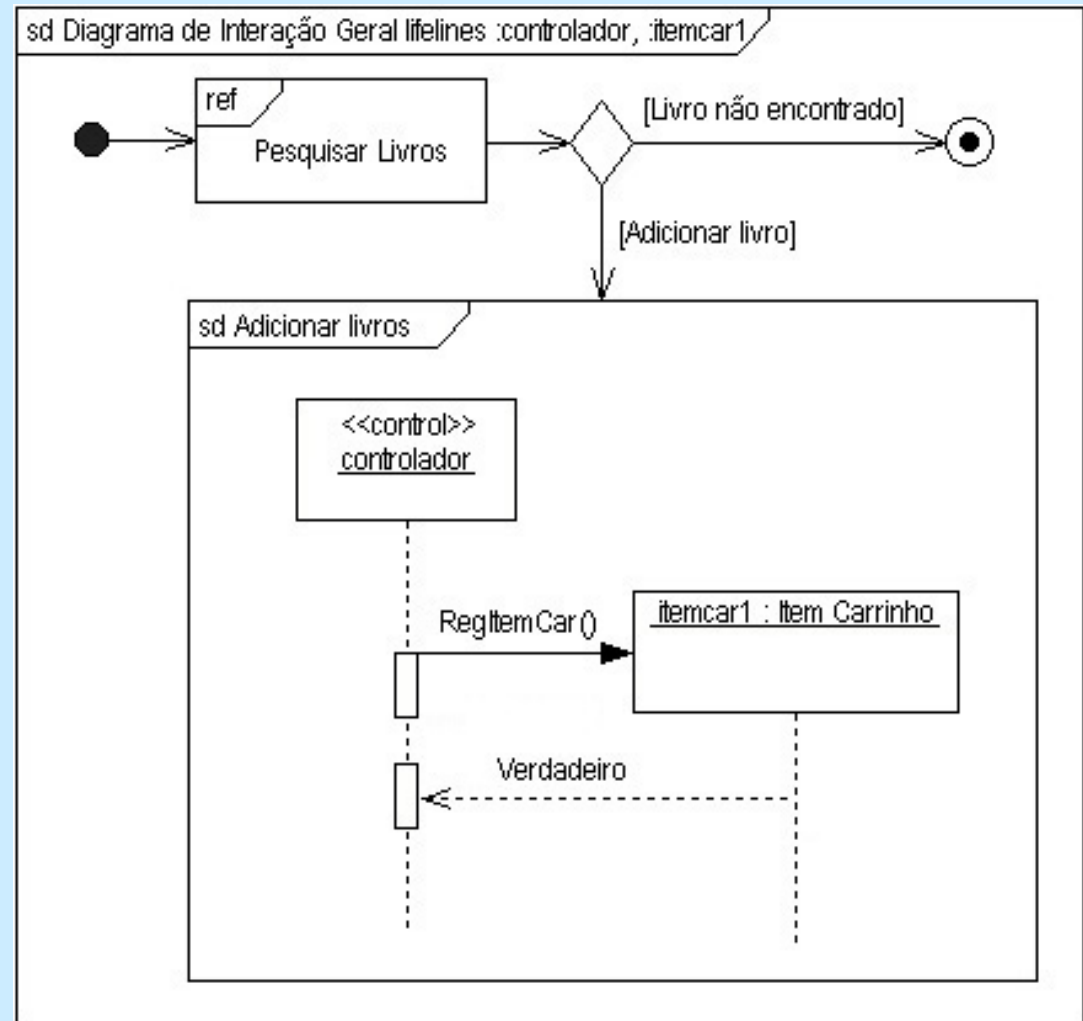 sd Diagrama de Interação Geral lifelines :controlador, :itemcar1
ref
Pesquisar Livros
[Livro não encontrado]
[Adicionar livro]
sd Adicionar livros
<<control>>
controlador
RegItemCar()
itemcar1 : Item Carrinho
Verdadeiro